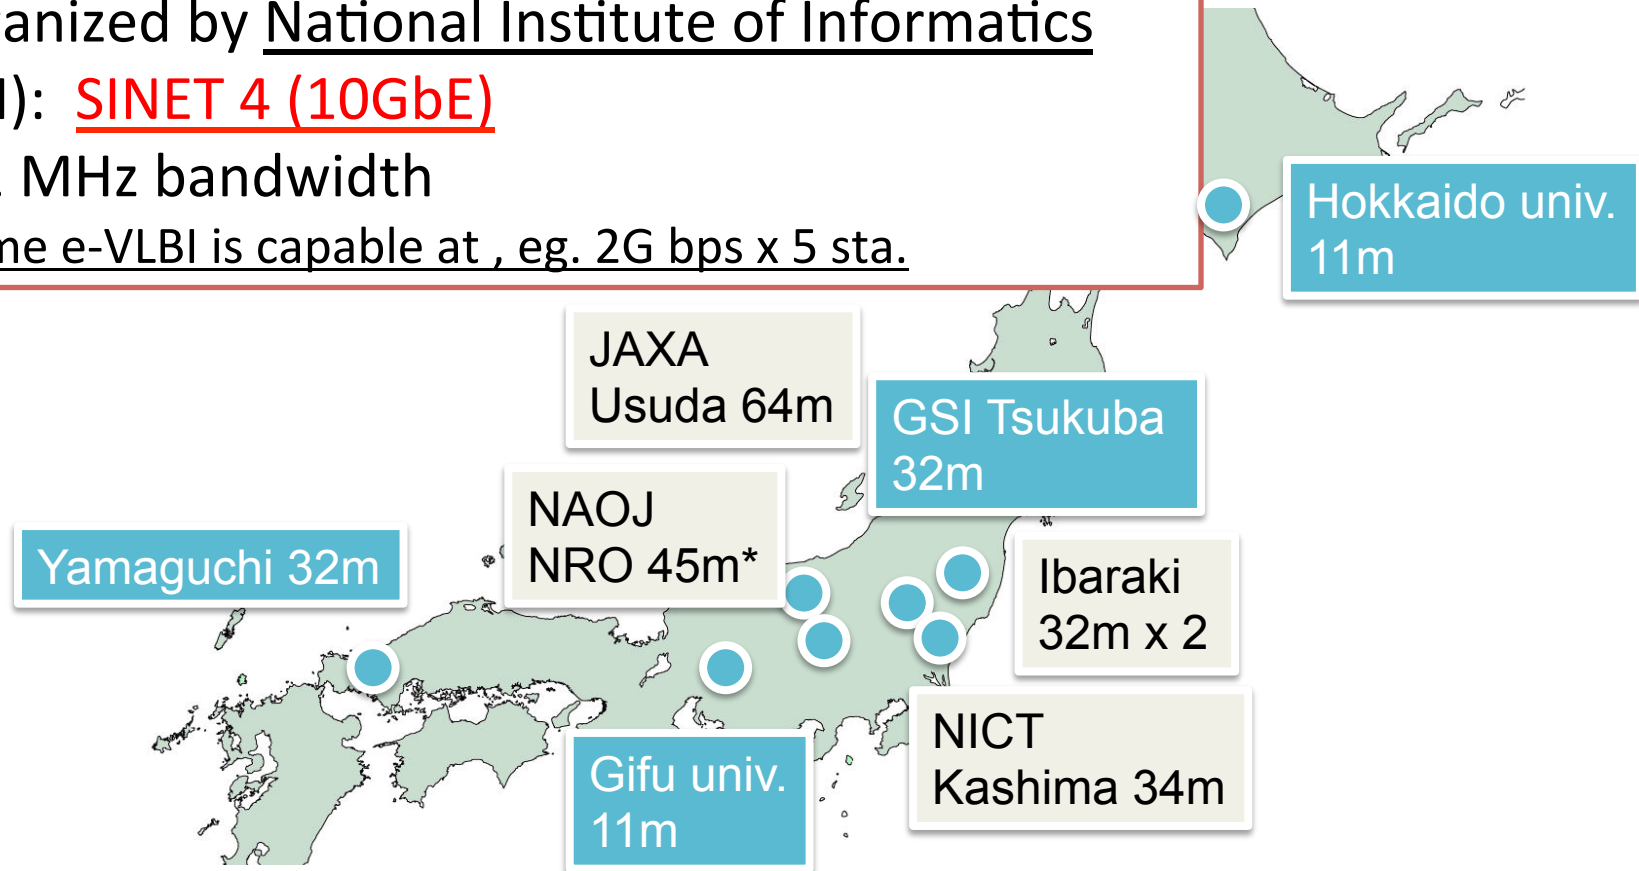 anized by National Institute of Informatics
): SINET 4 (10GbE)
MHz bandwidth
me e-VLBI is capable at , eg. 2G bps x 5 sta.
Hokkaido univ.
11m
JAXA
Usuda 64m
GSI Tsukuba
32m
NAOJ
NRO 45m*
Yamaguchi 32m
Ibaraki
32m x 2
NICT
Kashima 34m
Gifu univ.
11m